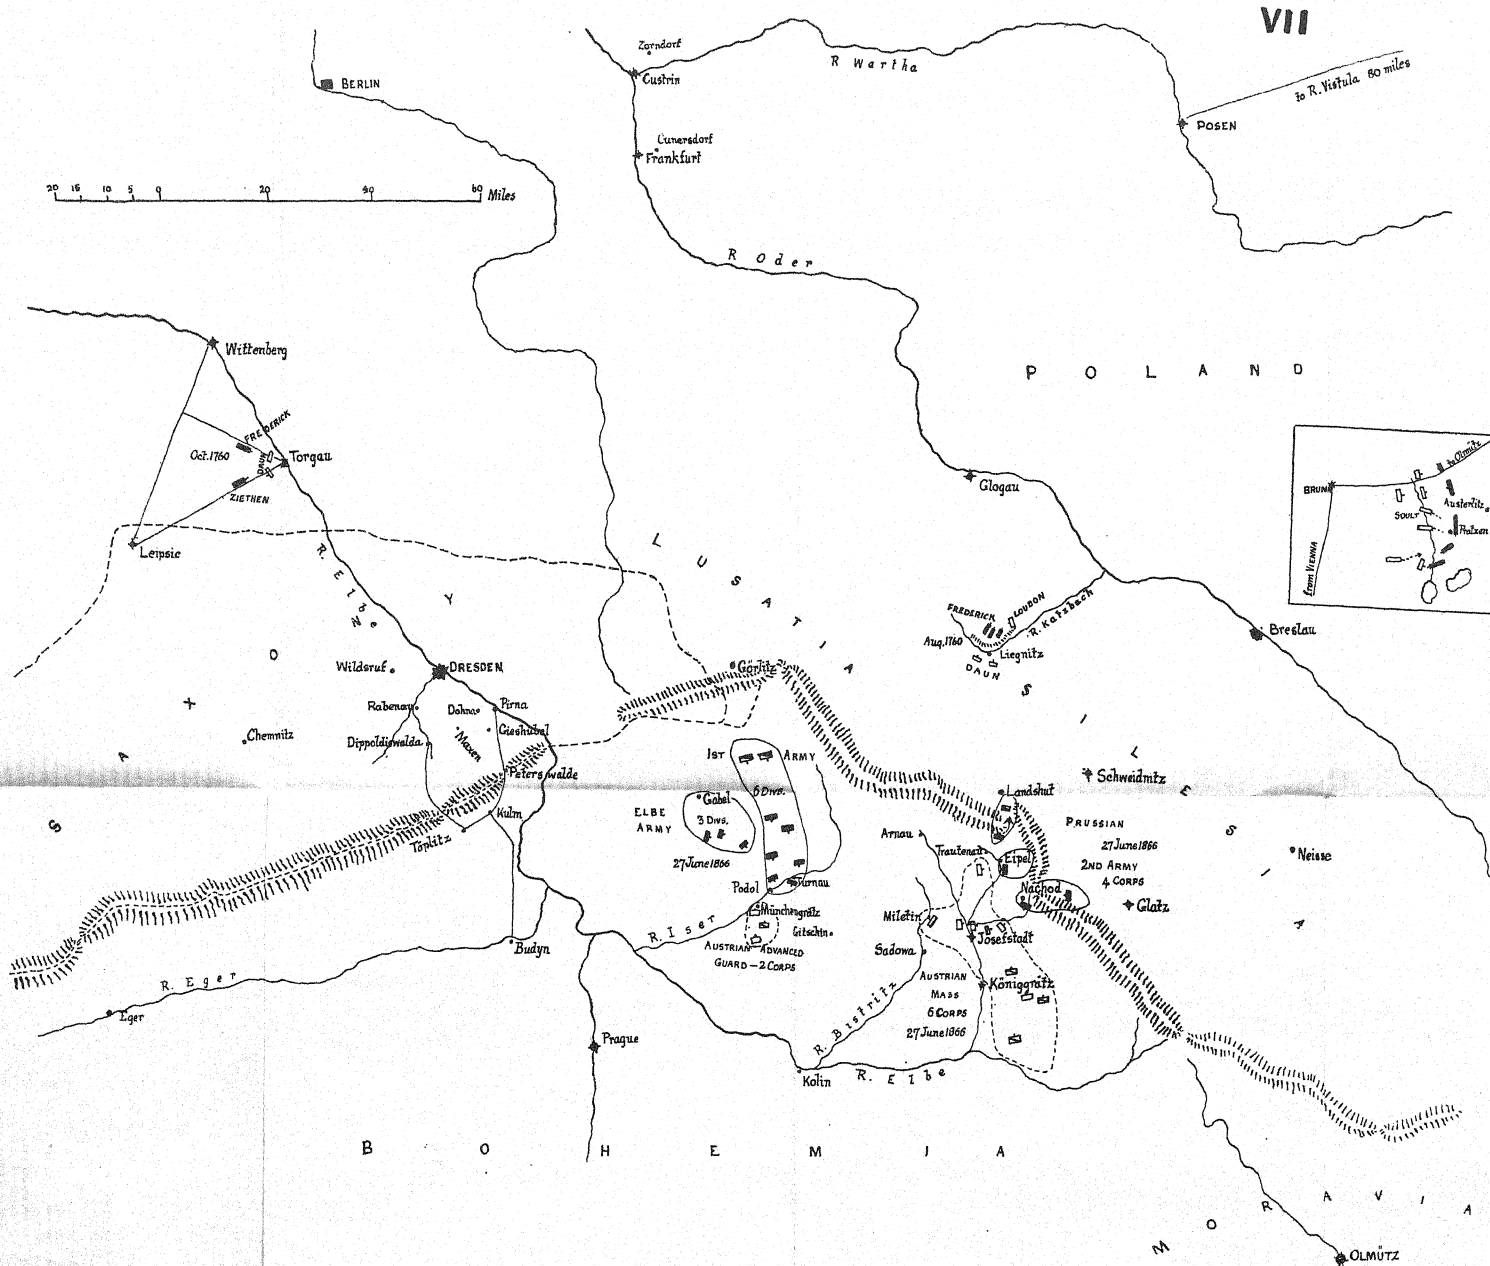 VII
Zorndorf
Custrin
R Wartha
BERLIN
to R. Vistula 80 miles
POSEN
Cunersdorf
Frankfurt
20 15 10 5 0 20 40 60 Miles
R Oder
Wittenberg
POLAND
FREDERICK
Oct. 1760
DAUN
Torgau
ZIETHEN
Leipsic
R. Elbe
Glogau
to Olmütz
BRUNN
Austerlitz
SOULT
Pratzen
from VIENNA
LUSATIA
FREDERICK
LOUDON
R. Katzbach
Aug. 1760
Liegnitz
DAUN
Breslau
SAXONY
Wildsruf
DRESDEN
Görlitz
Rabenau
Dohna
Pirna
Gieshübel
Chemnitz
Dippoldiswalda
Maxen
Peterswalde
Kulm
Töplitz
SILESIA
1ST ARMY
6 Divs.
Gabel
3 Divs.
ELBE
ARMY
27 June 1866
Schweidnitz
Landshut
PRUSSIAN
27 June 1866
2ND ARMY
4 CORPS
Arnau
Trautenau
Eipel
Neisse
Podol
Turnau
Nachod
Glatz
Münchengrätz
Gitschin
Miletin
Josefstadt
R. Iser
AUSTRIAN ADVANCED
GUARD – 2 CORPS
Sadowa
Budyn
R. Eger
Eger
AUSTRIAN
MASS
6 CORPS
27 June 1866
Königgrätz
R. Bistritz
Prague
Kolin
R. Elbe
BOHEMIA
MORAVIA
OLMÜTZ